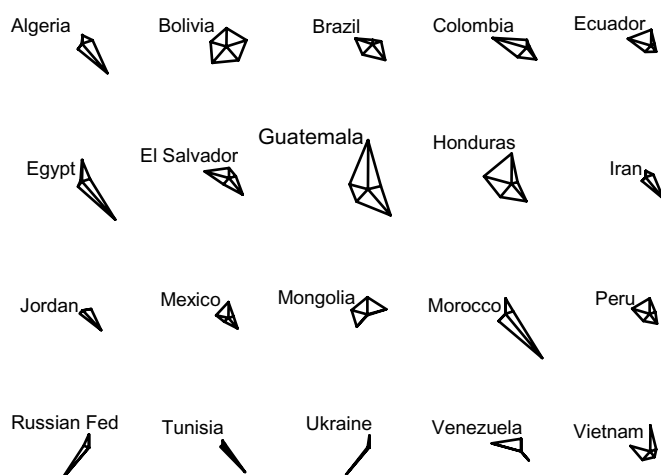 Algeria
Bolivia
Brazil
Colombia
Ecuador
Egypt
El Salvador
Guatemala
Honduras
Iran
Jordan
Mexico
Mongolia
Morocco
Peru
Russian Fed
Tunisia
Ukraine
Venezuela
Vietnam